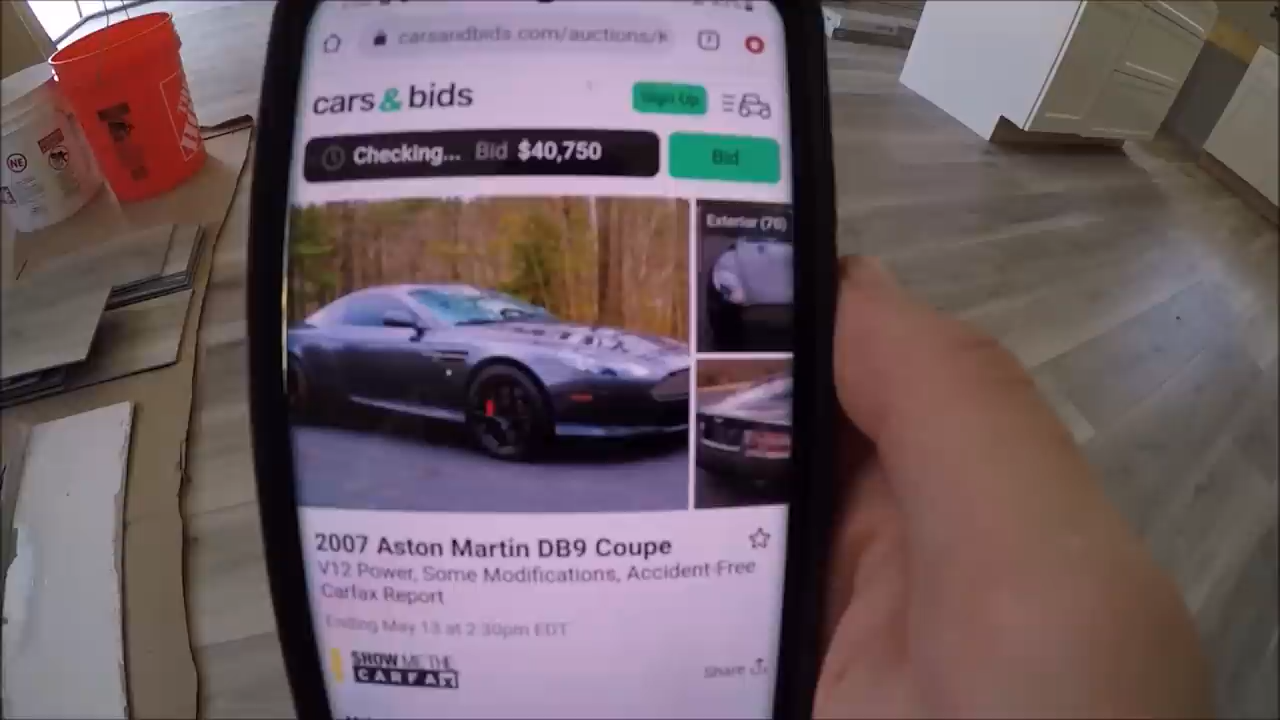 carsandbids.com/auctions/k
cars & bids
Sign Up
Checking... Bid $40,750
Bid
Exterior (76)
2007 Aston Martin DB9 Coupe
V12 Power, Some Modifications, Accident-Free
Carfax Report
Ending May 13 at 2:30pm EDT
SHOW ME THE
CARFAX
Share
NE